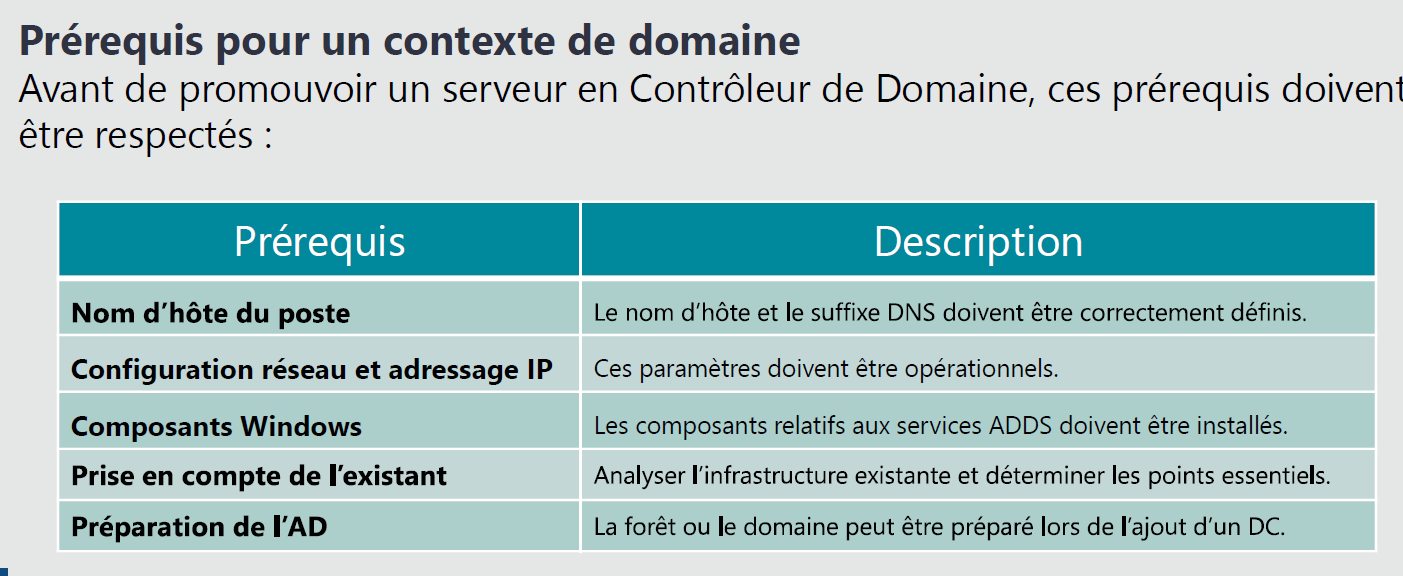 Prérequis pour un contexte de domaine
Avant de promouvoir un serveur en Contrôleur de Domaine, ces prérequis doivent
être respectés :
Prérequis
Description
Nom d’hôte du poste
Le nom d’hôte et le suffixe DNS doivent être correctement définis.
Configuration réseau et adressage IP
Ces paramètres doivent être opérationnels.
Composants Windows
Les composants relatifs aux services ADDS doivent être installés.
Prise en compte de l’existant
Analyser l’infrastructure existante et déterminer les points essentiels.
Préparation de l’AD
La forêt ou le domaine peut être préparé lors de l’ajout d’un DC.